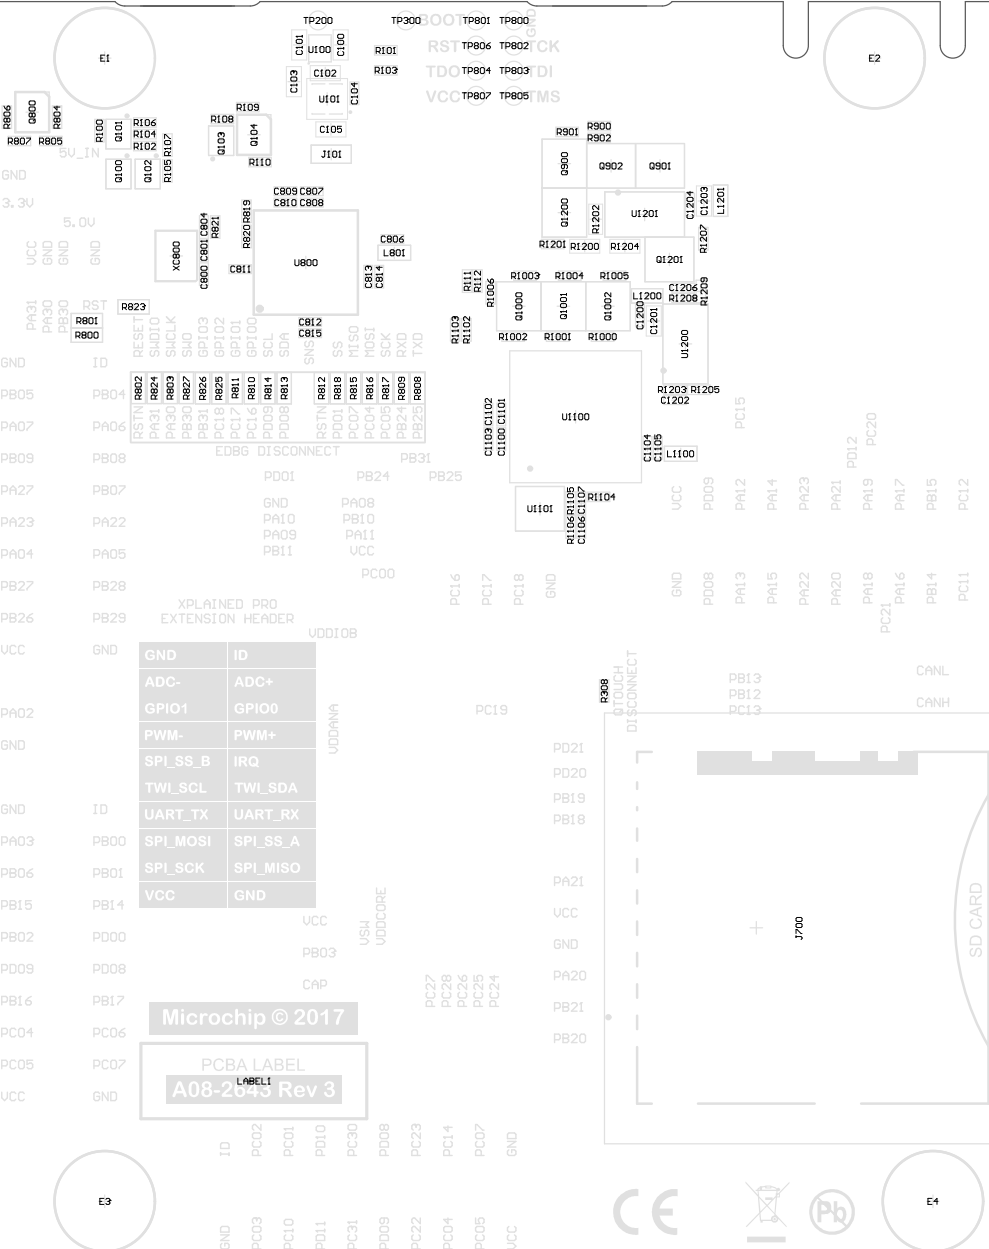 TP200 TP300 BOOT TP801 TP800 GND
E1 C101 U100 C100 R101 RST TP806 TP802 TCK E2
C103 C102 R103 TDO TP804 TP803 TDI
U101 C104 VCC TP807 TP805 TMS
R806 Q800 R804 R109
R807 R805 R100 Q101 R106 R108 Q104 C105
R104 Q103 R901 R900
R102 R107 R902
5V_IN R110 J101
GND Q100 Q102 R105 Q900 Q902 Q901
3.3V C809 C807 C1204 C1203 L1201
C810 C808
5.0V C804 R821 R819 Q1200 R1202 U1201
R820 C806 R1201 R1200 R1204 R1207
VCC GND GND GND XC800 C801 L801
U800 Q1201
C800 C811 C813 C814 R111 R112 R1003 R1004 R1005
R1006 L1200 C1206 R1209
R1208
PA31 PA30 PB30 RST R823 Q1000 Q1001 Q1002 C1200 C1201
R801 C812
R800 C815 R1103 R1102 R1002 R1001 R1000 U1200
RESET SWDIO SWCLK SWO GPIO3 GPIO2 GPIO1 GPIO0 SCL SDA SNS SS MISO MOSI SCK RXD TXD
GND ID
R802 R824 R803 R827 R826 R825 R811 R810 R814 R813 R812 R818 R815 R816 R817 R809 R808
PB05 PB04 R1203 R1205
C1202
RSTN PA31 PA30 PB30 PB31 PC18 PC17 PC16 PD09 PD08 RSTN PD01 PC07 PC04 PC05 PB24 PB25
C1102 C1101 U1100 PC15
PA07 PA06 PC20
C1103 C1100 C1104 C1105 L1100 PD12
EDBG DISCONNECT
PB09 PB08 PB31
PD01 PB24 PB25
PA27 PB07 VCC PD09 PA12 PA14 PA23 PA21 PA19 PA17 PB15 PC12
GND PA08 U1101 R1105 C1107 R1104
PA10 PB10
PA23 PA22 R1106 C1106
PA09 PA11
PB11 VCC
PA04 PA05
PC00
PB27 PB28 PC16 PC17 PC18 GND GND PD08 PA13 PA15 PA22 PA20 PA18 PA16 PB14 PC11
XPLAINED PRO
EXTENSION HEADER
PB26 PB29 PC21
VDDIOB
VCC GND
GND ID
CANL
PB13
ADC- ADC+ R308 QTOUCH DISCONNECT
PB12
CANH
GPIO1 GPIO0 PC19 PC13
PA02
PWM- PWM+ VDDANA
GND PD21
SPI_SS_B IRQ
PD20
TWI_SCL TWI_SDA
PB19
GND ID
UART_TX UART_RX PB18
PA03 PB00 SPI_MOSI SPI_SS_A
SPI_SCK SPI_MISO
PB06 PB01 PA21
VCC GND
PB15 PB14 VCC
VCC VSW VDDCORE J700 SD CARD
PB02 PD00 GND
PB03
PD09 PD08 PA20
CAP PC27 PC28 PC26 PC25 PC24
PB16 PB17 PB21
Microchip © 2017
PC04 PC06 PB20
PC05 PC07 PCBA LABEL
LABEL1
A08-2643 Rev 3
VCC GND
ID PC02 PC01 PD10 PC30 PD08 PC23 PC14 PC07 GND
E3 CE Pb E4
GND PC03 PC10 PD11 PC31 PD09 PC22 PC04 PC05 VCC